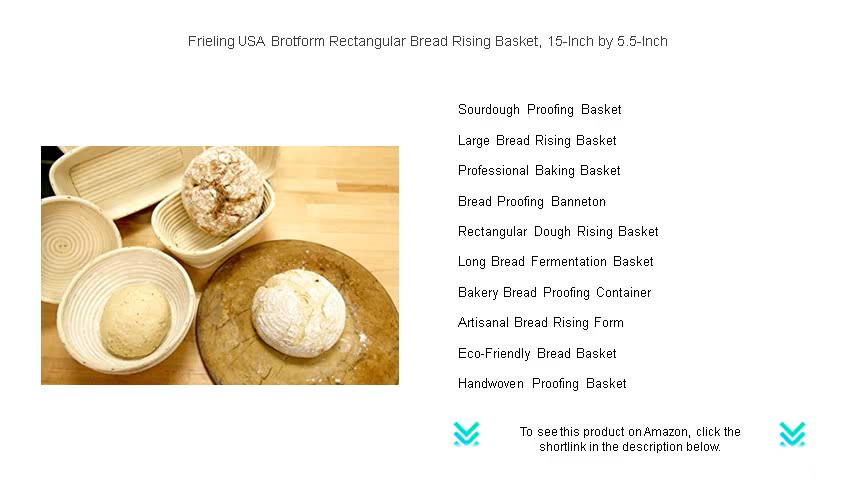 Frieling USA Brotform Rectangular Bread Rising Basket, 15-Inch by 5.5-Inch
Sourdough Proofing Basket
Large Bread Rising Basket
Professional Baking Basket
Bread Proofing Banneton
Rectangular Dough Rising Basket
Long Bread Fermentation Basket
Bakery Bread Proofing Container
Artisanal Bread Rising Form
Eco-Friendly Bread Basket
Handwoven Proofing Basket
To see this product on Amazon, click the
shortlink in the description below.